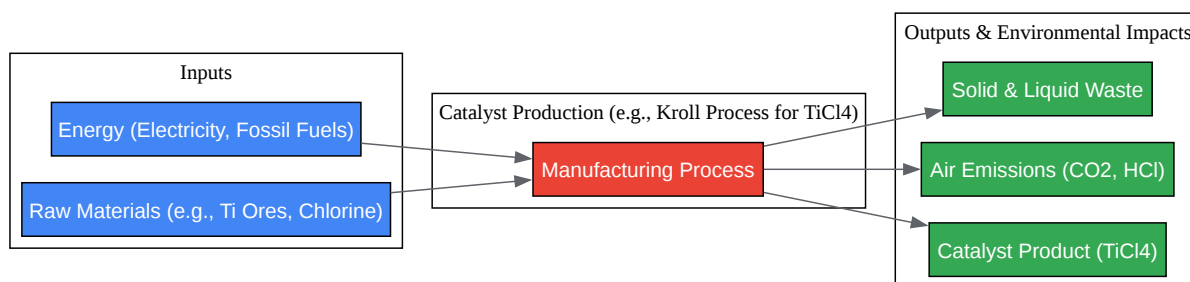 Inputs
Energy (Electricity, Fossil Fuels)
Raw Materials (e.g., Ti Ores, Chlorine)
Catalyst Production (e.g., Kroll Process for TiCl4)
Manufacturing Process
Outputs & Environmental Impacts
Solid & Liquid Waste
Air Emissions (CO2, HCl)
Catalyst Product (TiCl4)